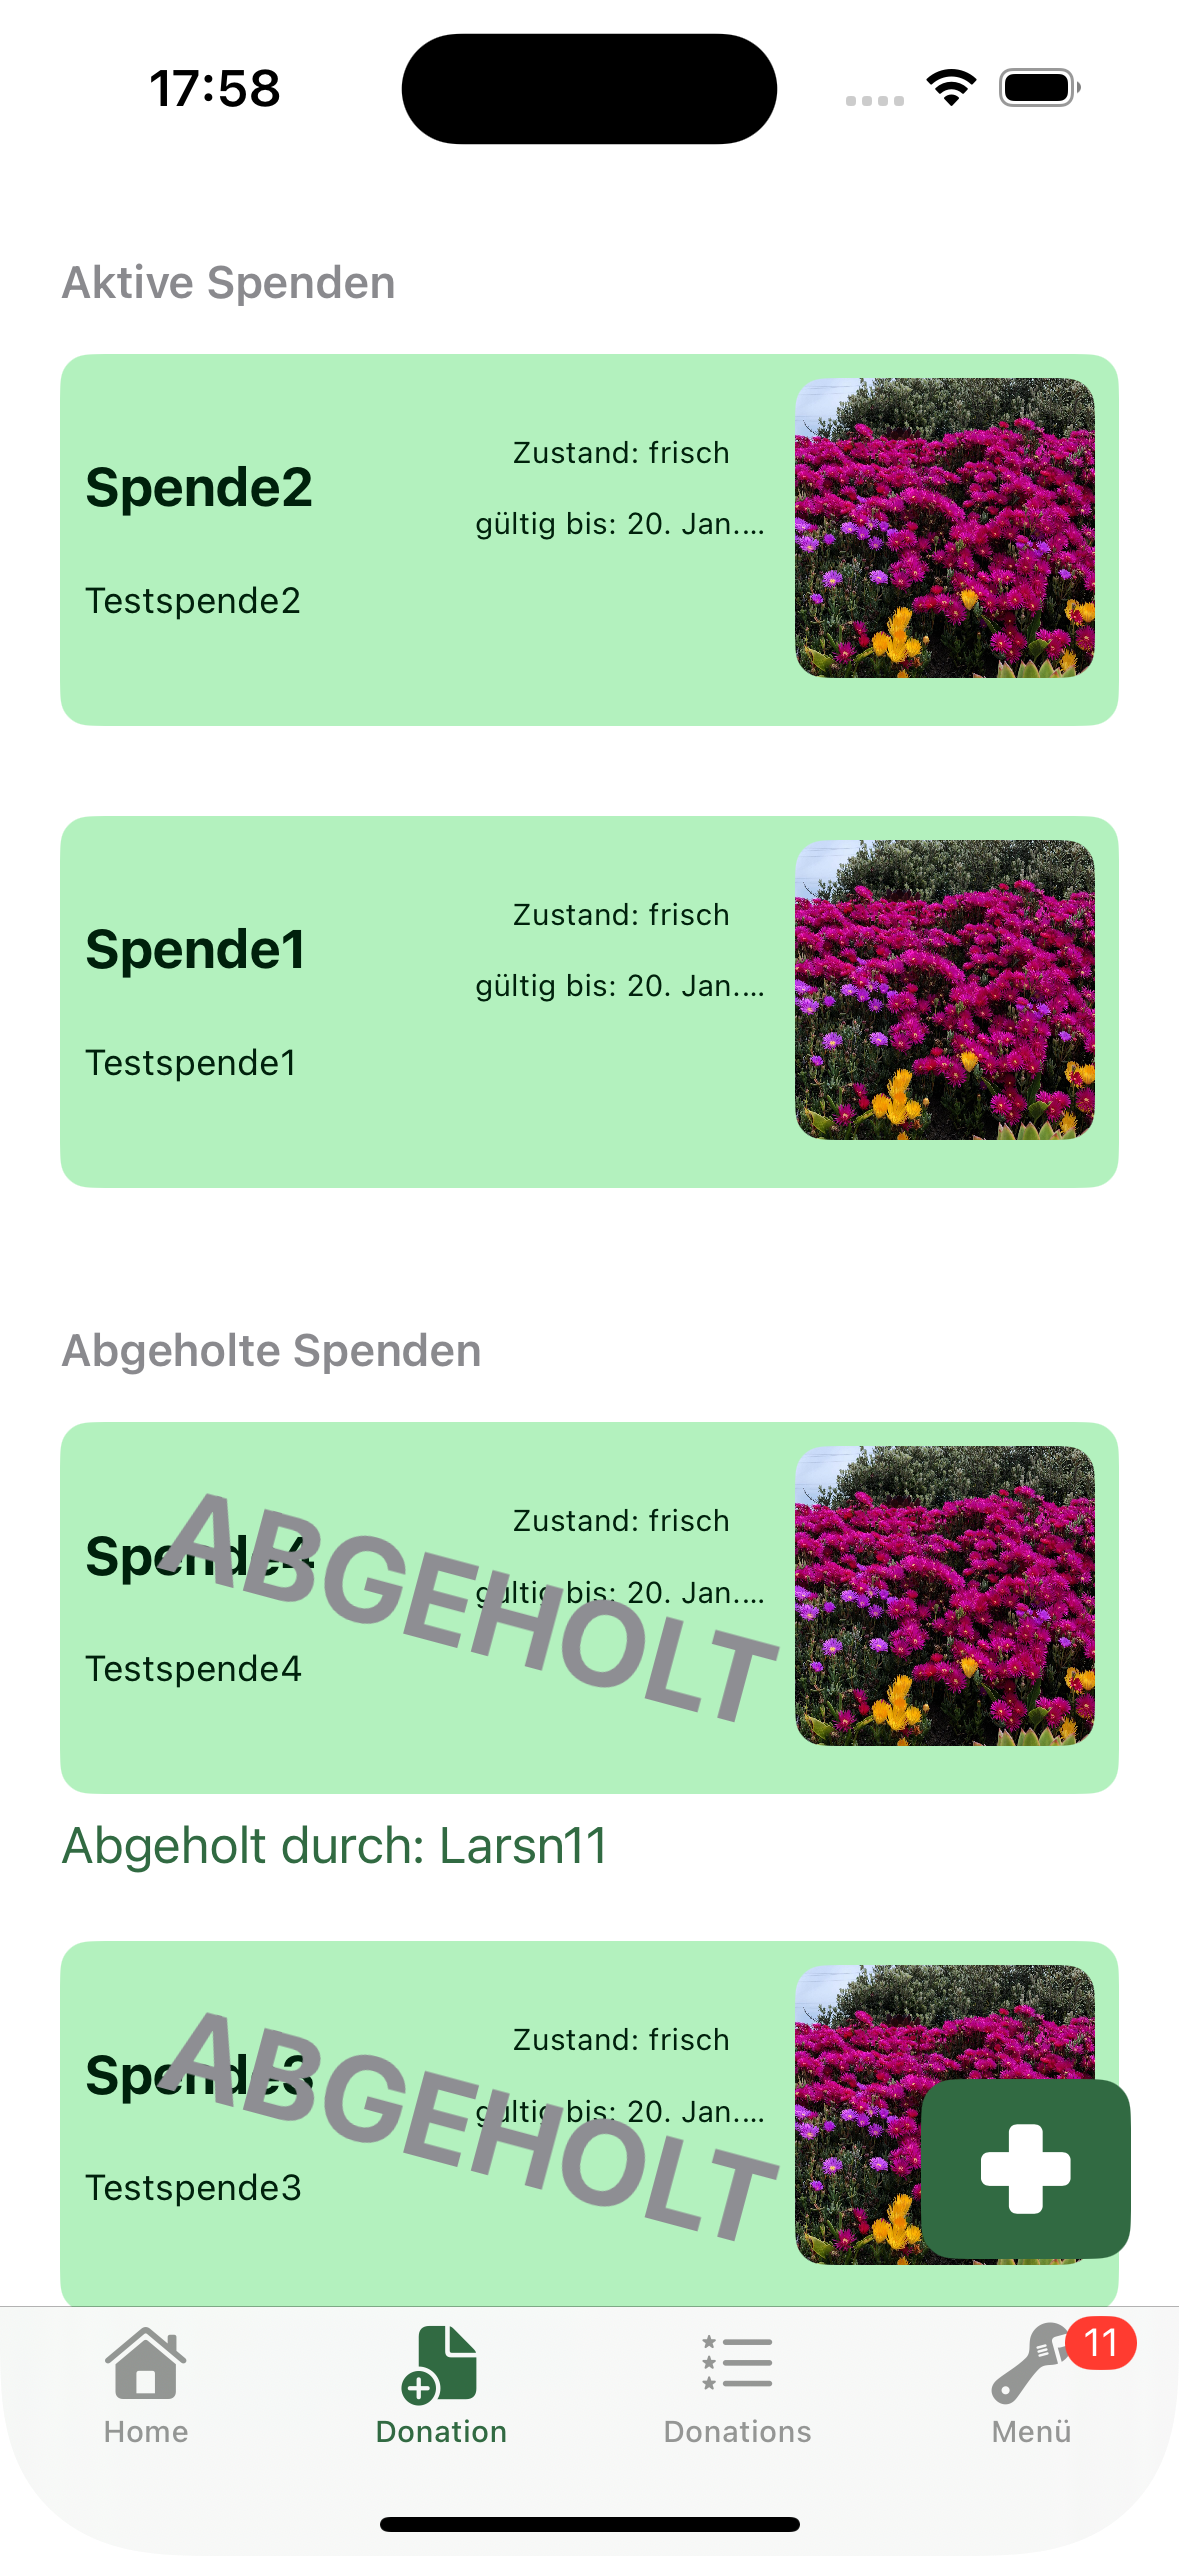 17:58
Aktive Spenden
Spende2
Zustand: frisch
gültig bis: 20. Jan....
Testspende2
Spende1
Zustand: frisch
gültig bis: 20. Jan....
Testspende1
Abgeholte Spenden
Spende4
Zustand: frisch
gültig bis: 20. Jan....
Testspende4
ABGEHOLT
Abgeholt durch: Larsn11
Spende3
Zustand: frisch
gültig bis: 20. Jan....
Testspende3
ABGEHOLT
11
Home
Donation
Donations
Menü